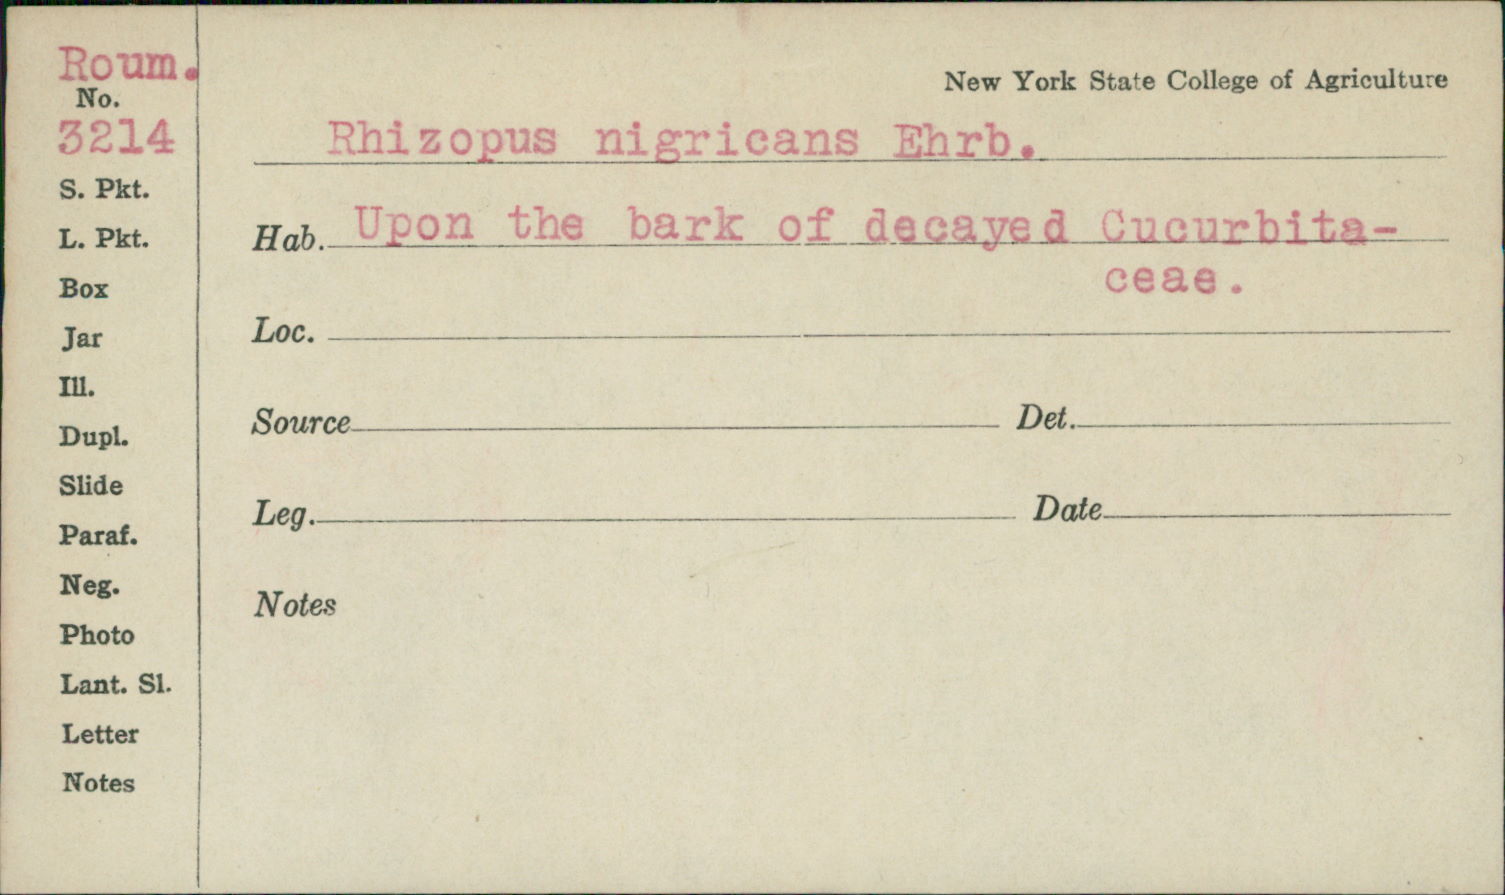 Roum.
No.
3214
S. Pkt.
L. Pkt.
Box
Jar
Ill.
Dupl.
Slide
Paraf.
Neg.
Photo
Lant. Sl.
Letter
Notes
New York State College of Agriculture
Rhizopus nigricans Ehrb.
Hab. Upon the bark of decayed Cucurbita-
ceae.
Loc.
Source Det.
Leg. Date
Notes